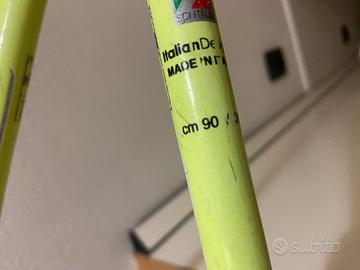 ItalianDe
MADE IN IT
cm 90
subito